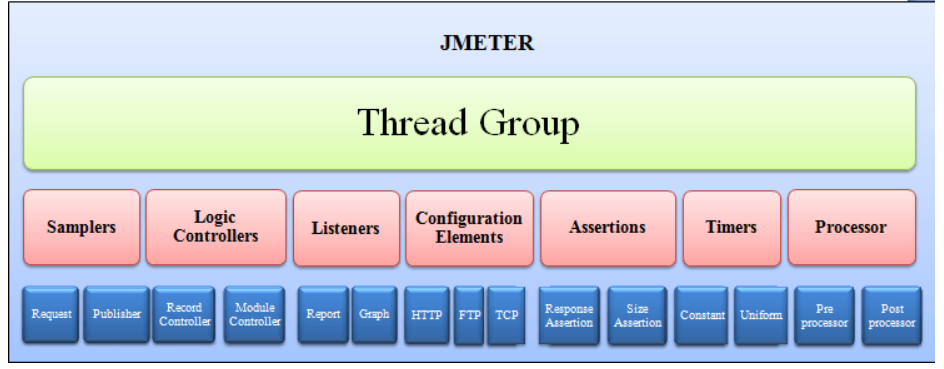 JMETER
Thread Group
Samplers
Logic
Controllers
Listeners
Configuration
Elements
Assertions
Timers
Processor
Request
Publisher
Record
Controller
Module
Controller
Report
Graph
HTTP
FTP
TCP
Response
Assertion
Size
Assertion
Constant
Uniform
Pre
processor
Post
processor